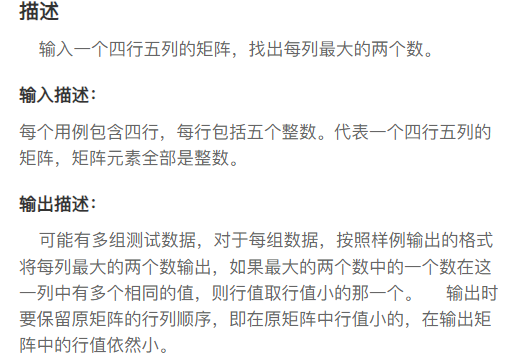 描述
输入一个四行五列的矩阵，找出每列最大的两个数。
输入描述：
每个用例包含四行，每行包括五个整数。代表一个四行五列的
矩阵，矩阵元素全部是整数。
输出描述：
可能有多组测试数据，对于每组数据，按照样例输出的格式
将每列最大的两个数输出，如果最大的两个数中的一个数在这
一列中有多个相同的值，则行值取行值小的那一个。 输出时
要保留原矩阵的行列顺序，即在原矩阵中行值小的，在输出矩
阵中的行值依然小。